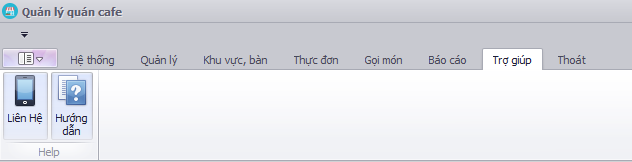 Quản lý quán cafe
Hệ thống Quản lý Khu vực, bàn Thực đơn Gọi món Báo cáo Trợ giúp Thoát
Liên Hệ Hướng dẫn
Help